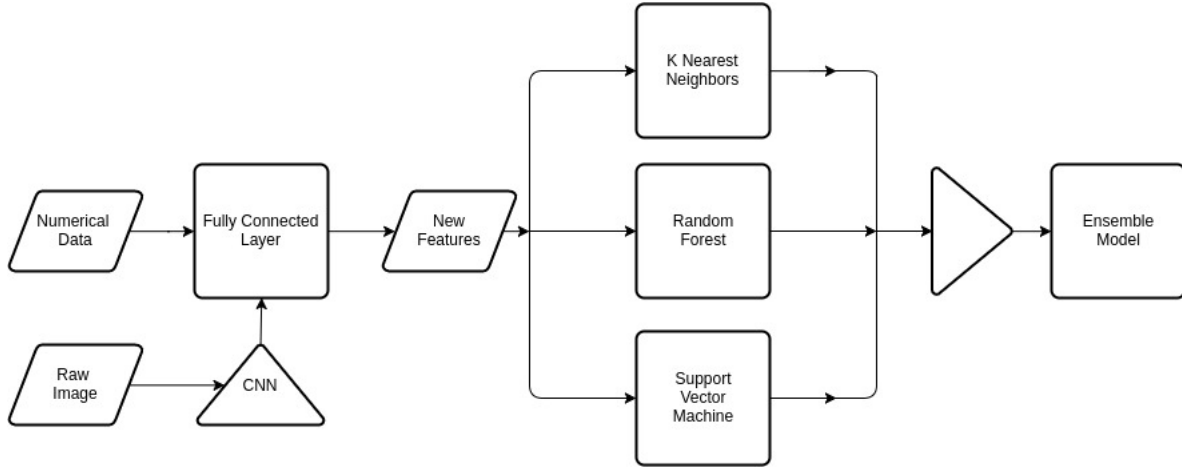 K Nearest
Neighbors
Numerical
Data
Fully Connected
Layer
New
Features
Random
Forest
Ensemble
Model
Raw
Image
CNN
Support
Vector
Machine